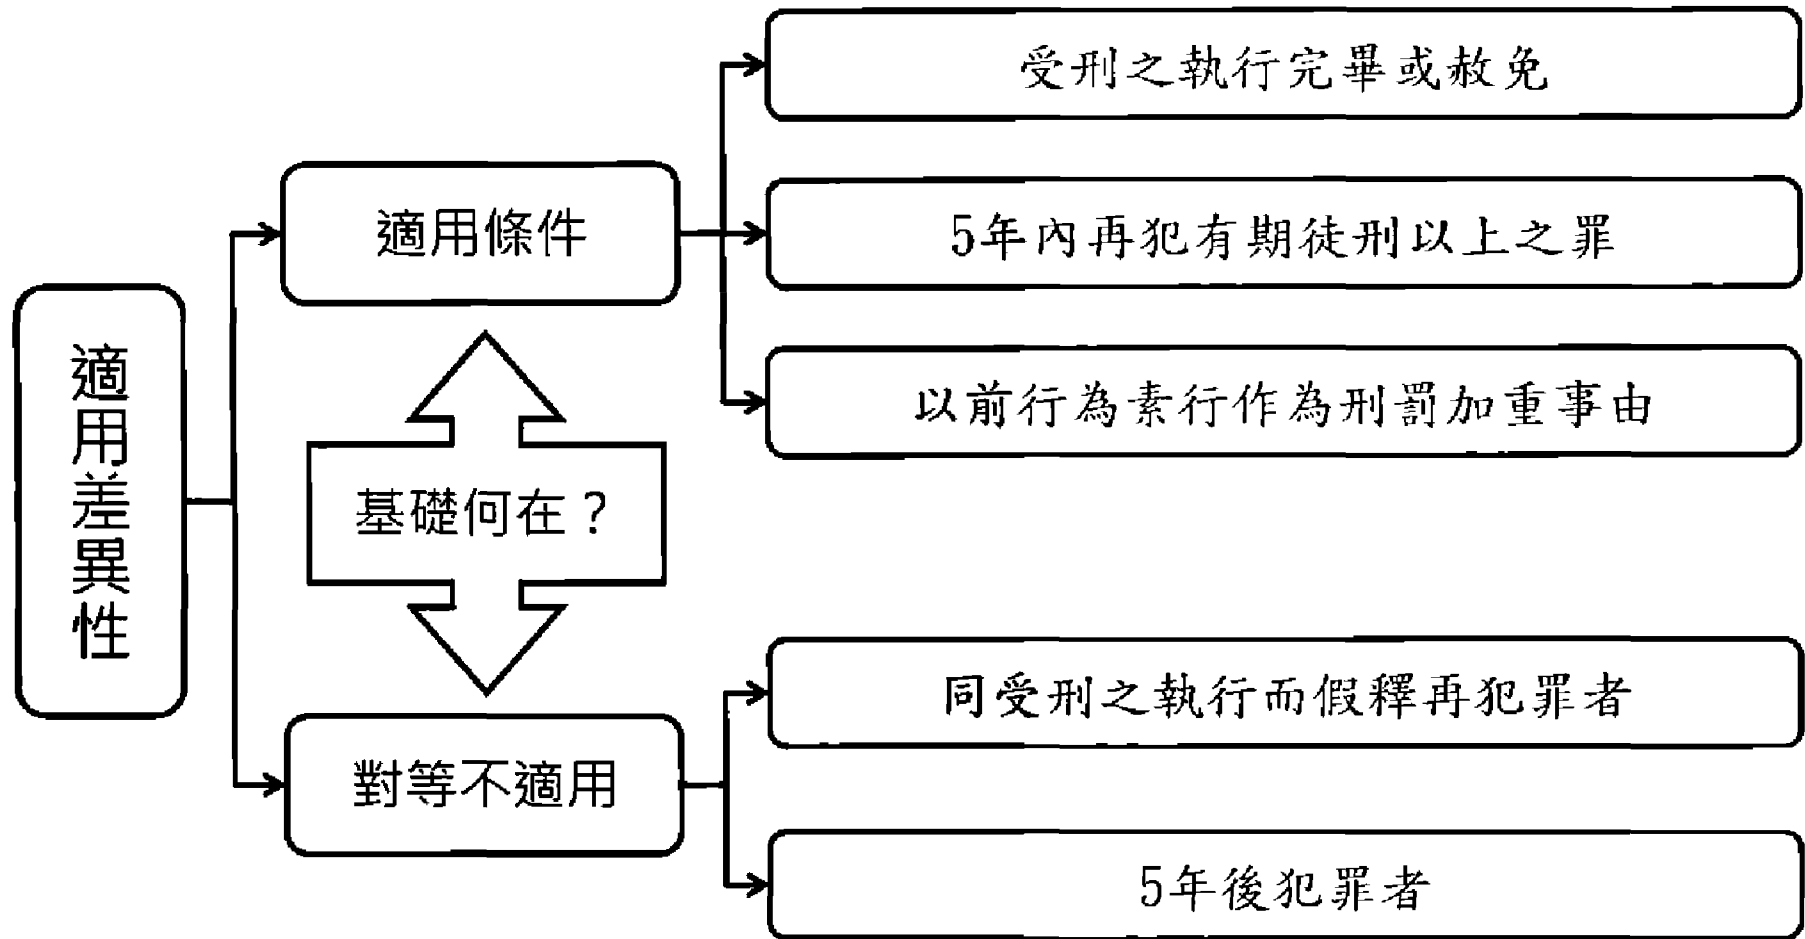 適用差異性
適用條件
受刑之執行完畢或赦免
5年內再犯有期徒刑以上之罪
以前行為素行作為刑罰加重事由
基礎何在？
對等不適用
同受刑之執行而假釋再犯罪者
5年後犯罪者